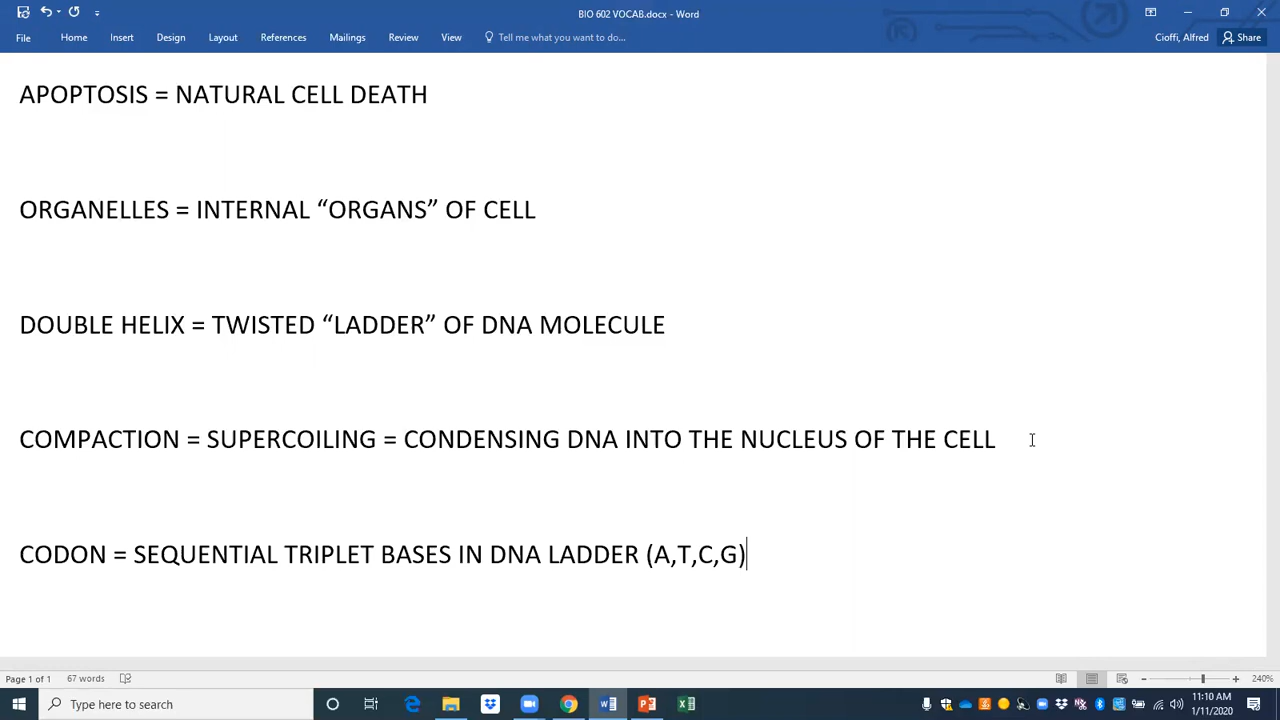 BIO 602 VOCAB.docx - Word
File Home Insert Design Layout References Mailings Review View Tell me what you want to do... Cioffi, Alfred Share
APOPTOSIS = NATURAL CELL DEATH
ORGANELLES = INTERNAL “ORGANS” OF CELL
DOUBLE HELIX = TWISTED “LADDER” OF DNA MOLECULE
COMPACTION = SUPERCOILING = CONDENSING DNA INTO THE NUCLEUS OF THE CELL
CODON = SEQUENTIAL TRIPLET BASES IN DNA LADDER (A,T,C,G)
Page 1 of 1 67 words 240%
Type here to search 11:10 AM
1/11/2020